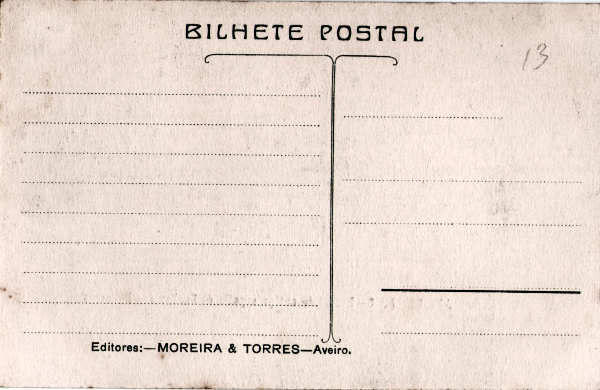 BILHETE POSTAL
13
Editores:—MOREIRA & TORRES—Aveiro.